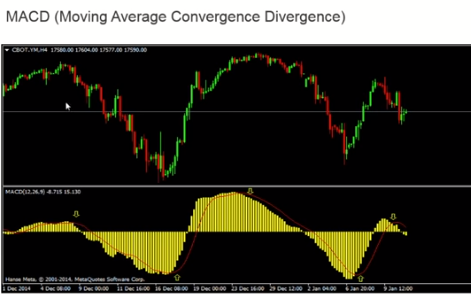 MACD (Moving Average Convergence Divergence)
CBOT.YM,H4 17580.00 17604.00 17577.00 17590.00
MACD(12,26,9) -8.715 15.130
Hanse Meta, © 2001-2014, MetaQuotes Software Corp.
1 Dec 2014 4 Dec 08:00 9 Dec 00:00 11 Dec 16:00 16 Dec 08:00 19 Dec 00:00 23 Dec 16:00 29 Dec 12:00 2 Jan 04:00 6 Jan 20:00 9 Jan 12:00